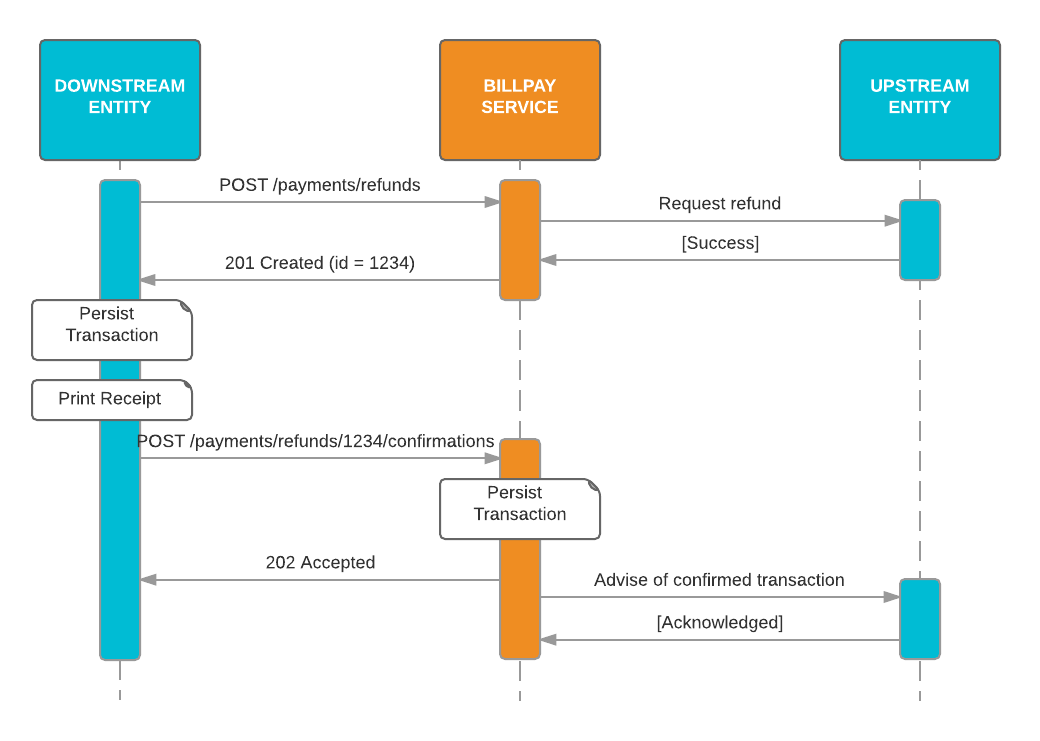 DOWNSTREAM
ENTITY
BILLPAY
SERVICE
UPSTREAM
ENTITY
POST /payments/refunds
Request refund
[Success]
201 Created (id = 1234)
Persist
Transaction
Print Receipt
POST /payments/refunds/1234/confirmations
Persist
Transaction
202 Accepted
Advise of confirmed transaction
[Acknowledged]